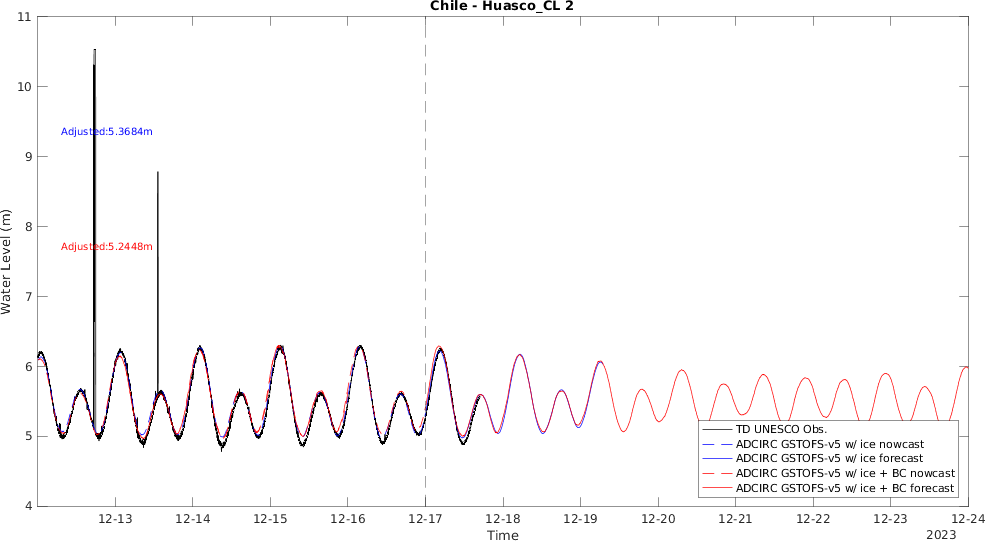 Chile - Huasco_CL 2
11
10
9
8
7
6
5
4
Water Level (m)
Adjusted:5.3684m
Adjusted:5.2448m
TD UNESCO Obs.
ADCIRC GSTOFS-v5 w/ ice nowcast
ADCIRC GSTOFS-v5 w/ ice forecast
ADCIRC GSTOFS-v5 w/ ice + BC nowcast
ADCIRC GSTOFS-v5 w/ ice + BC forecast
12-13 12-14 12-15 12-16 12-17 12-18 12-19 12-20 12-21 12-22 12-23 12-24
Time
2023